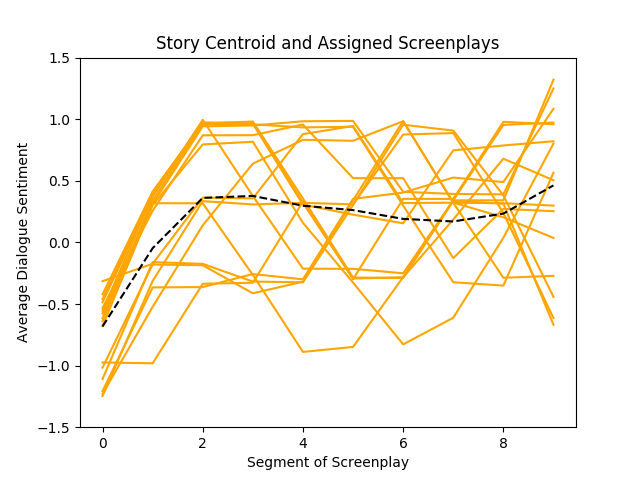 Story Centroid and Assigned Screenplays
1.5
1.0
0.5
0.0
−0.5
−1.0
−1.5
Average Dialogue Sentiment
0 2 4 6 8
Segment of Screenplay